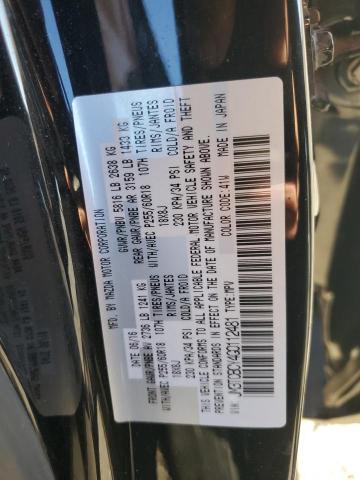 MFD. BY MAZDA MOTOR CORPORATION
DATE: 06/16 GVWR/PNBV 5816 LB 2638 KG
FRONT GAWR/PNBE AV 2736 LB 1241 KG REAR GAWR/PNBE AR 3159 LB 1433 KG
WITH/AVEC P255/60R18 107H TIRES/PNEUS WITH/AVEC P255/60R18 107H TIRES/PNEUS
18X8J RIMS/JANTES 18X8J RIMS/JANTES
230 KPA/34 PSI COLD/A FROID 230 KPA/34 PSI COLD/A FROID
THIS VEHICLE CONFORMS TO ALL APPLICABLE FEDERAL MOTOR VEHICLE SAFETY AND THEFT
PREVENTION STANDARDS IN EFFECT ON THE DATE OF MANUFACTURE SHOWN ABOVE.
TYPE: MPV COLOR CODE: 41W MADE IN JAPAN